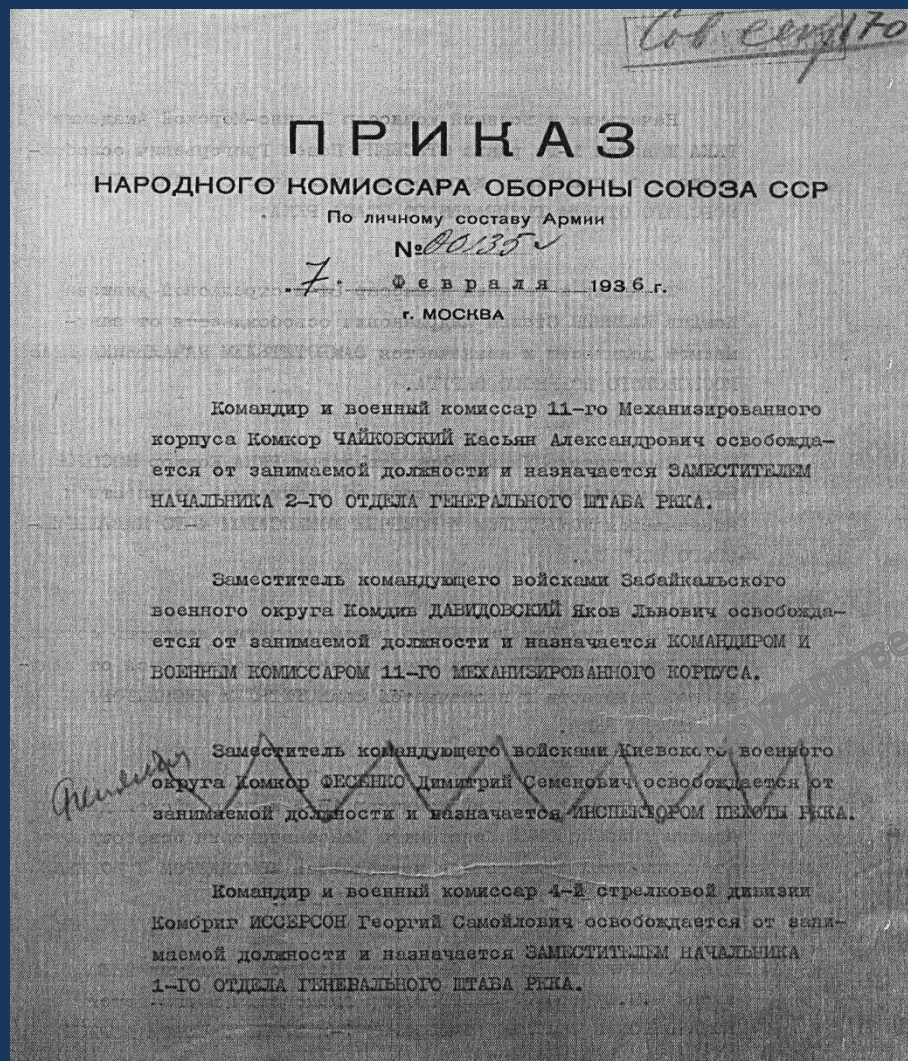 Сов. секр 170
ПРИКАЗ
НАРОДНОГО КОМИССАРА ОБОРОНЫ СОЮЗА ССР
По личному составу Армии
№ 00135
"7" Февраля 1936 г.
г. МОСКВА
Командир и военный комиссар 11-го Механизированного
корпуса Комкор ЧАЙКОВСКИЙ Касьян Александрович освобожда-
ется от занимаемой должности и назначается ЗАМЕСТИТЕЛЕМ
НАЧАЛЬНИКА 2-ГО ОТДЕЛА ГЕНЕРАЛЬНОГО ШТАБА РККА.
Заместитель командующего войсками Забайкальского
военного округа Комдив ДАВИДОВСКИЙ Яков Львович освобожда-
ется от занимаемой должности и назначается КОМАНДИРОМ И
ВОЕННЫМ КОМИССАРОМ 11-ГО МЕХАНИЗИРОВАННОГО КОРПУСА.
Заместитель командующего войсками Киевского военного
округа Комкор ФЕСЕНКО Димитрий Семенович освобождается от
занимаемой должности и назначается ИНСПЕКТОРОМ ПЕХОТЫ РККА.
Командир и военный комиссар 4-й стрелковой дивизии
Комбриг ИССЕРСОН Георгий Самойлович освобождается от зани-
маемой должности и назначается ЗАМЕСТИТЕЛЕМ НАЧАЛЬНИКА
1-ГО ОТДЕЛА ГЕНЕРАЛЬНОГО ШТАБА РККА.